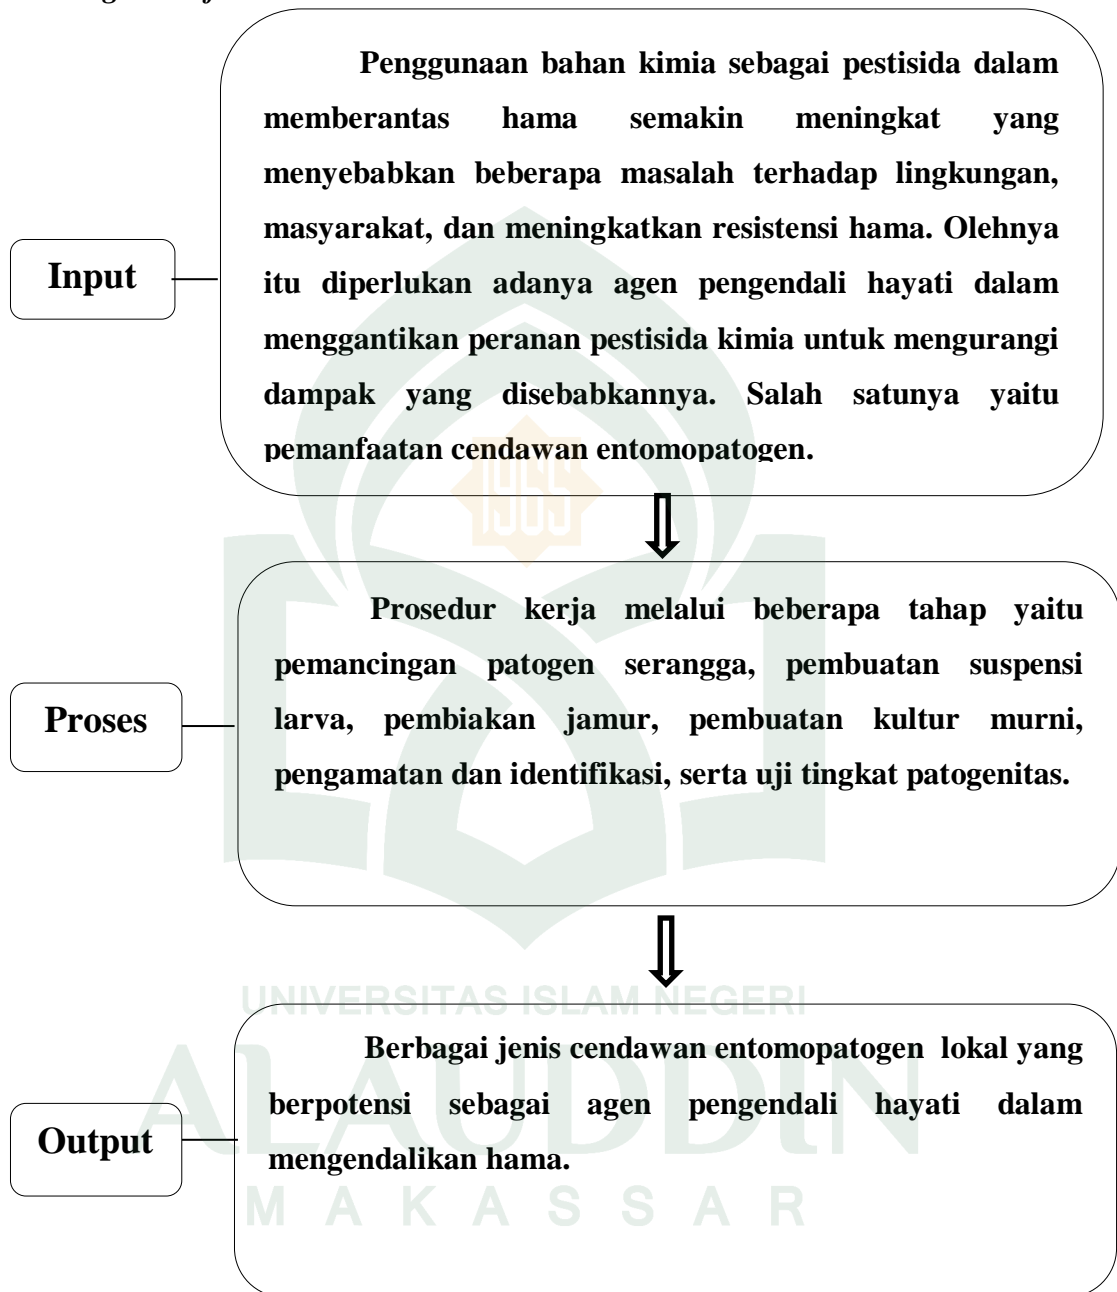 Penggunaan bahan kimia sebagai pestisida dalam
memberantas hama semakin meningkat yang
menyebabkan beberapa masalah terhadap lingkungan,
masyarakat, dan meningkatkan resistensi hama. Olehnya
itu diperlukan adanya agen pengendali hayati dalam
menggantikan peranan pestisida kimia untuk mengurangi
dampak yang disebabkannya. Salah satunya yaitu
pemanfaatan cendawan entomopatogen.
Input
1965
Prosedur kerja melalui beberapa tahap yaitu
pemancingan patogen serangga, pembuatan suspensi
larva, pembiakan jamur, pembuatan kultur murni,
pengamatan dan identifikasi, serta uji tingkat patogenitas.
Proses
UNIVERSITAS ISLAM NEGERI
Berbagai jenis cendawan entomopatogen lokal yang
berpotensi sebagai agen pengendali hayati dalam
mengendalikan hama.
Output
ALAUDDIN
MAKASSAR